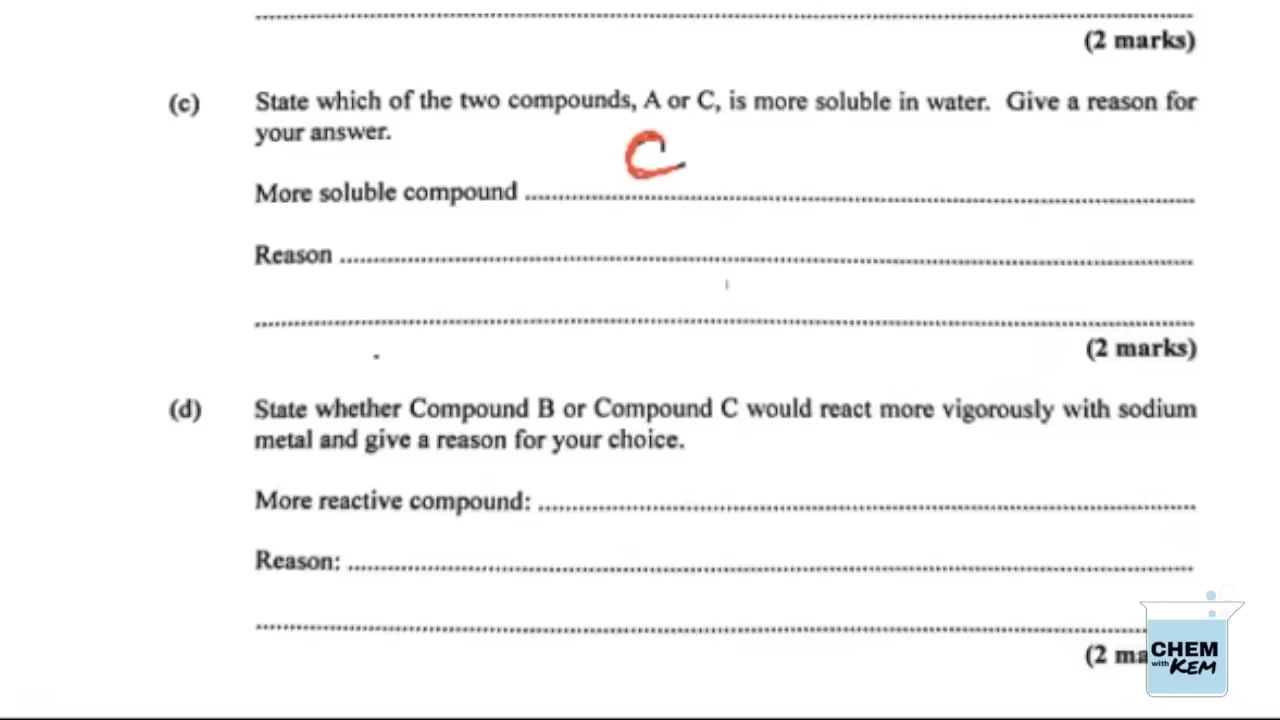 (2 marks)
(c) State which of the two compounds, A or C, is more soluble in water. Give a reason for
your answer.
C
More soluble compound ................
Reason ................
(2 marks)
(d) State whether Compound B or Compound C would react more vigorously with sodium
metal and give a reason for your choice.
More reactive compound: ................
Reason: ................
(2 ma
CHEM
with KEM